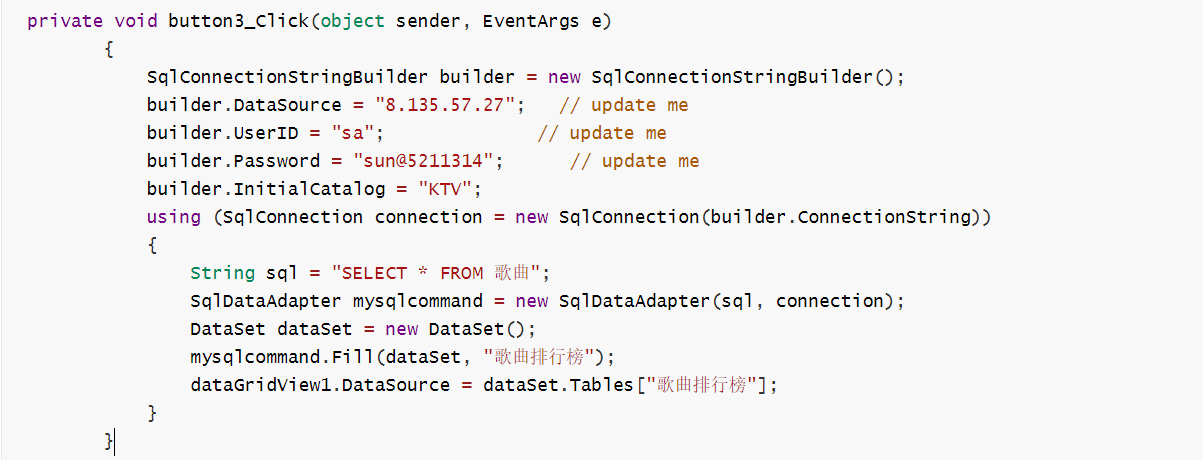 private void button3_Click(object sender, EventArgs e)
{
SqlConnectionStringBuilder builder = new SqlConnectionStringBuilder();
builder.DataSource = "8.135.57.27"; // update me
builder.UserID = "sa"; // update me
builder.Password = "sun@5211314"; // update me
builder.InitialCatalog = "KTV";
using (SqlConnection connection = new SqlConnection(builder.ConnectionString))
{
String sql = "SELECT * FROM 歌曲";
SqlDataAdapter mysqlcommand = new SqlDataAdapter(sql, connection);
DataSet dataSet = new DataSet();
mysqlcommand.Fill(dataSet, "歌曲排行榜");
dataGridView1.DataSource = dataSet.Tables["歌曲排行榜"];
}
}